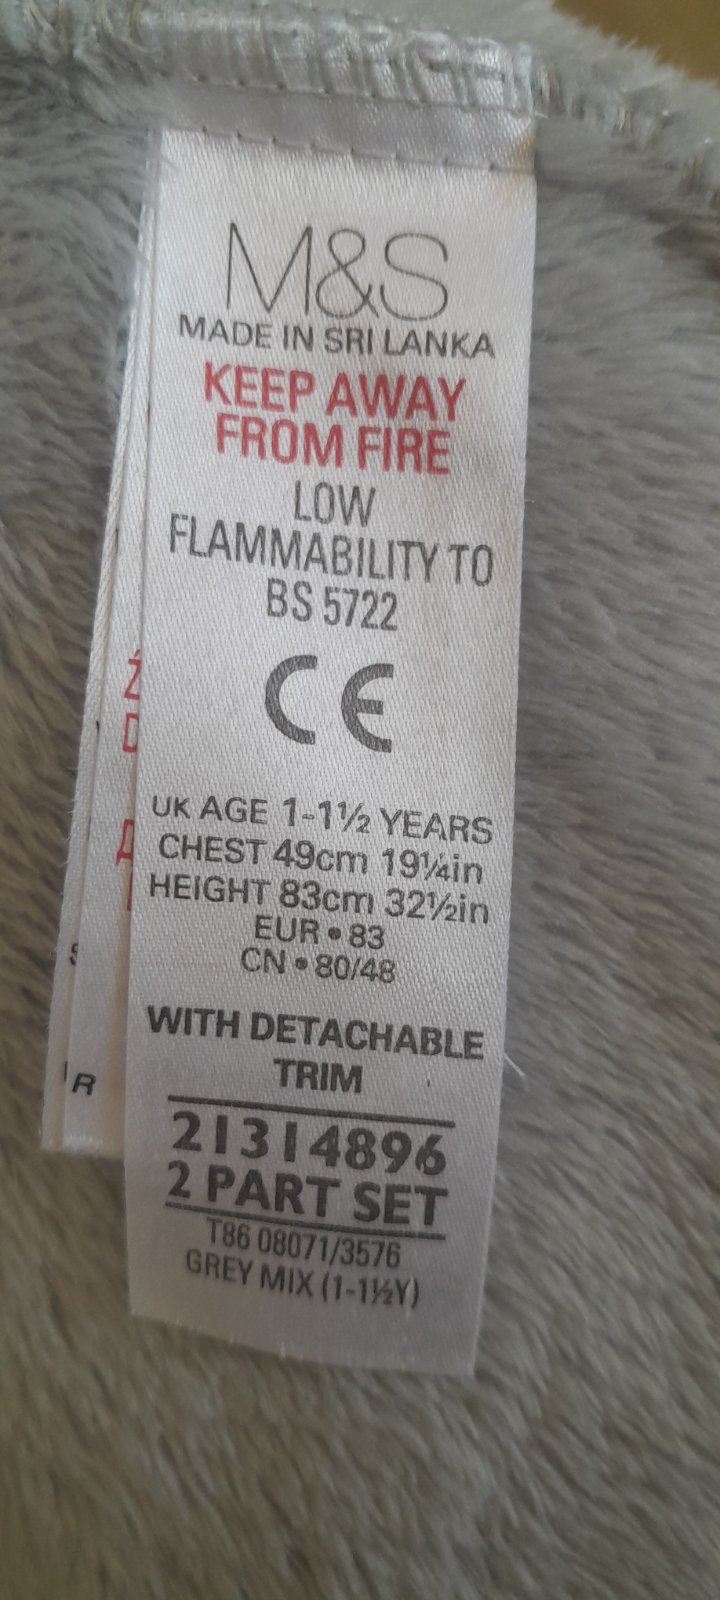 M&S
MADE IN SRI LANKA
KEEP AWAY
FROM FIRE
LOW
FLAMMABILITY TO
BS 5722
CE
UK AGE 1-1½ YEARS
CHEST 49cm 19¼in
HEIGHT 83cm 32½in
EUR • 83
CN • 80/48
WITH DETACHABLE
TRIM
21314896
2 PART SET
T86 08071/3576
GREY MIX (1-1½Y)
R